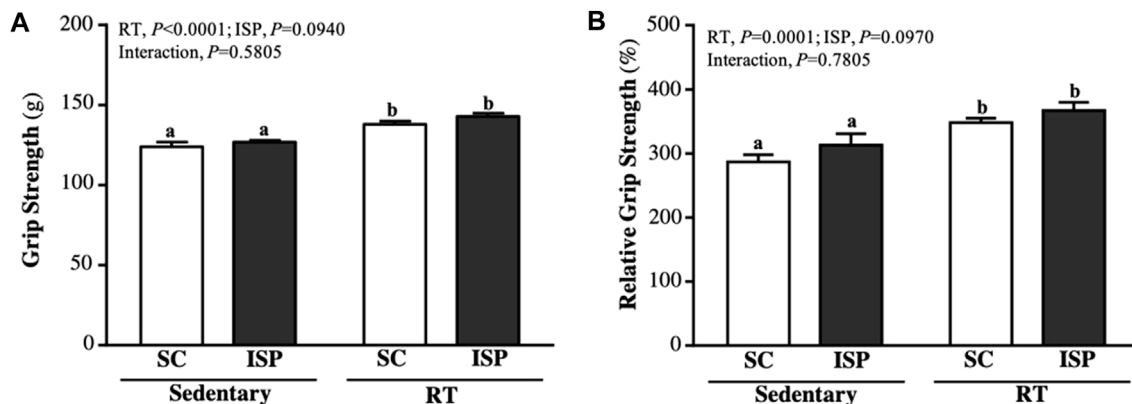 A
RT, P<0.0001; ISP, P=0.0940
Interaction, P=0.5805
Grip Strength (g)
200
150
100
50
0
a
a
b
b
SC
ISP
SC
ISP
Sedentary
RT
B
RT, P=0.0001; ISP, P=0.0970
Interaction, P=0.7805
Relative Grip Strength (%)
500
400
300
200
100
0
a
a
b
b
SC
ISP
SC
ISP
Sedentary
RT